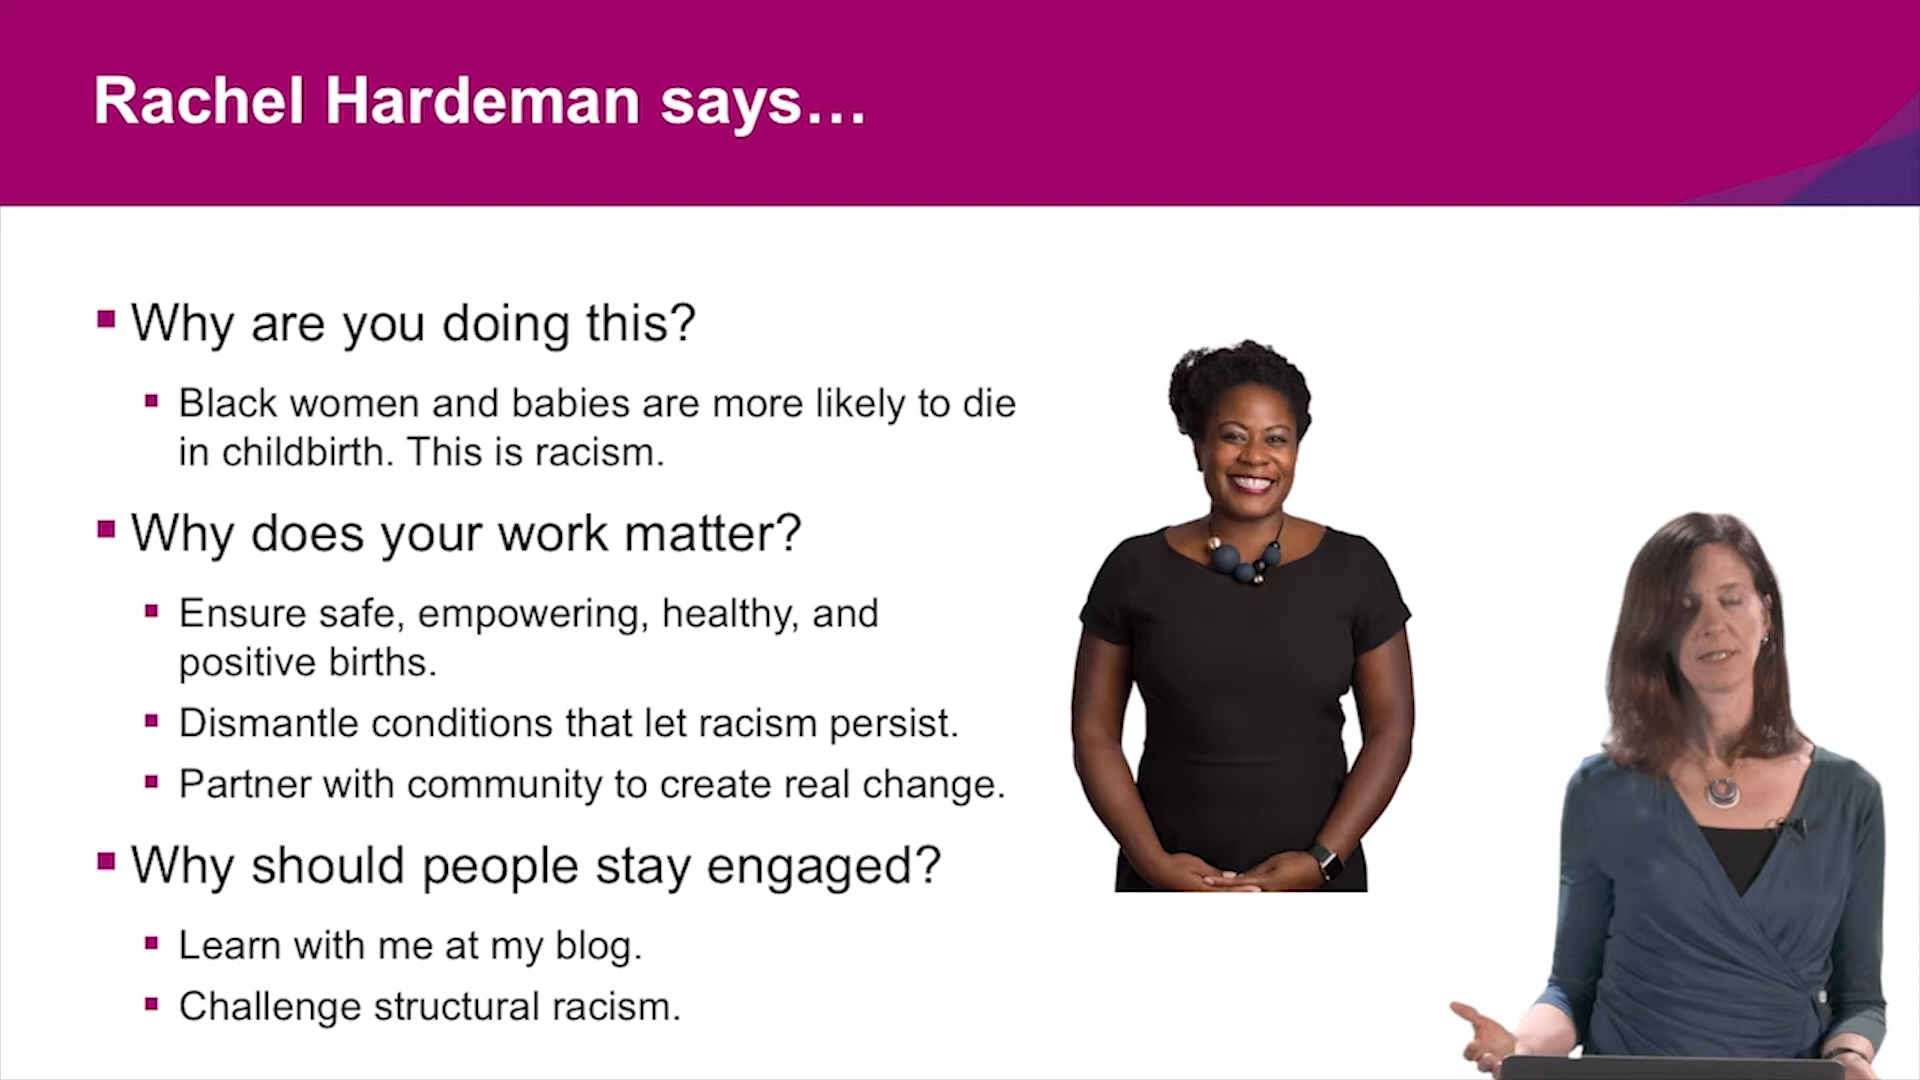 Rachel Hardeman says…
Why are you doing this?
Black women and babies are more likely to die
in childbirth. This is racism.
Why does your work matter?
Ensure safe, empowering, healthy, and
positive births.
Dismantle conditions that let racism persist.
Partner with community to create real change.
Why should people stay engaged?
Learn with me at my blog.
Challenge structural racism.